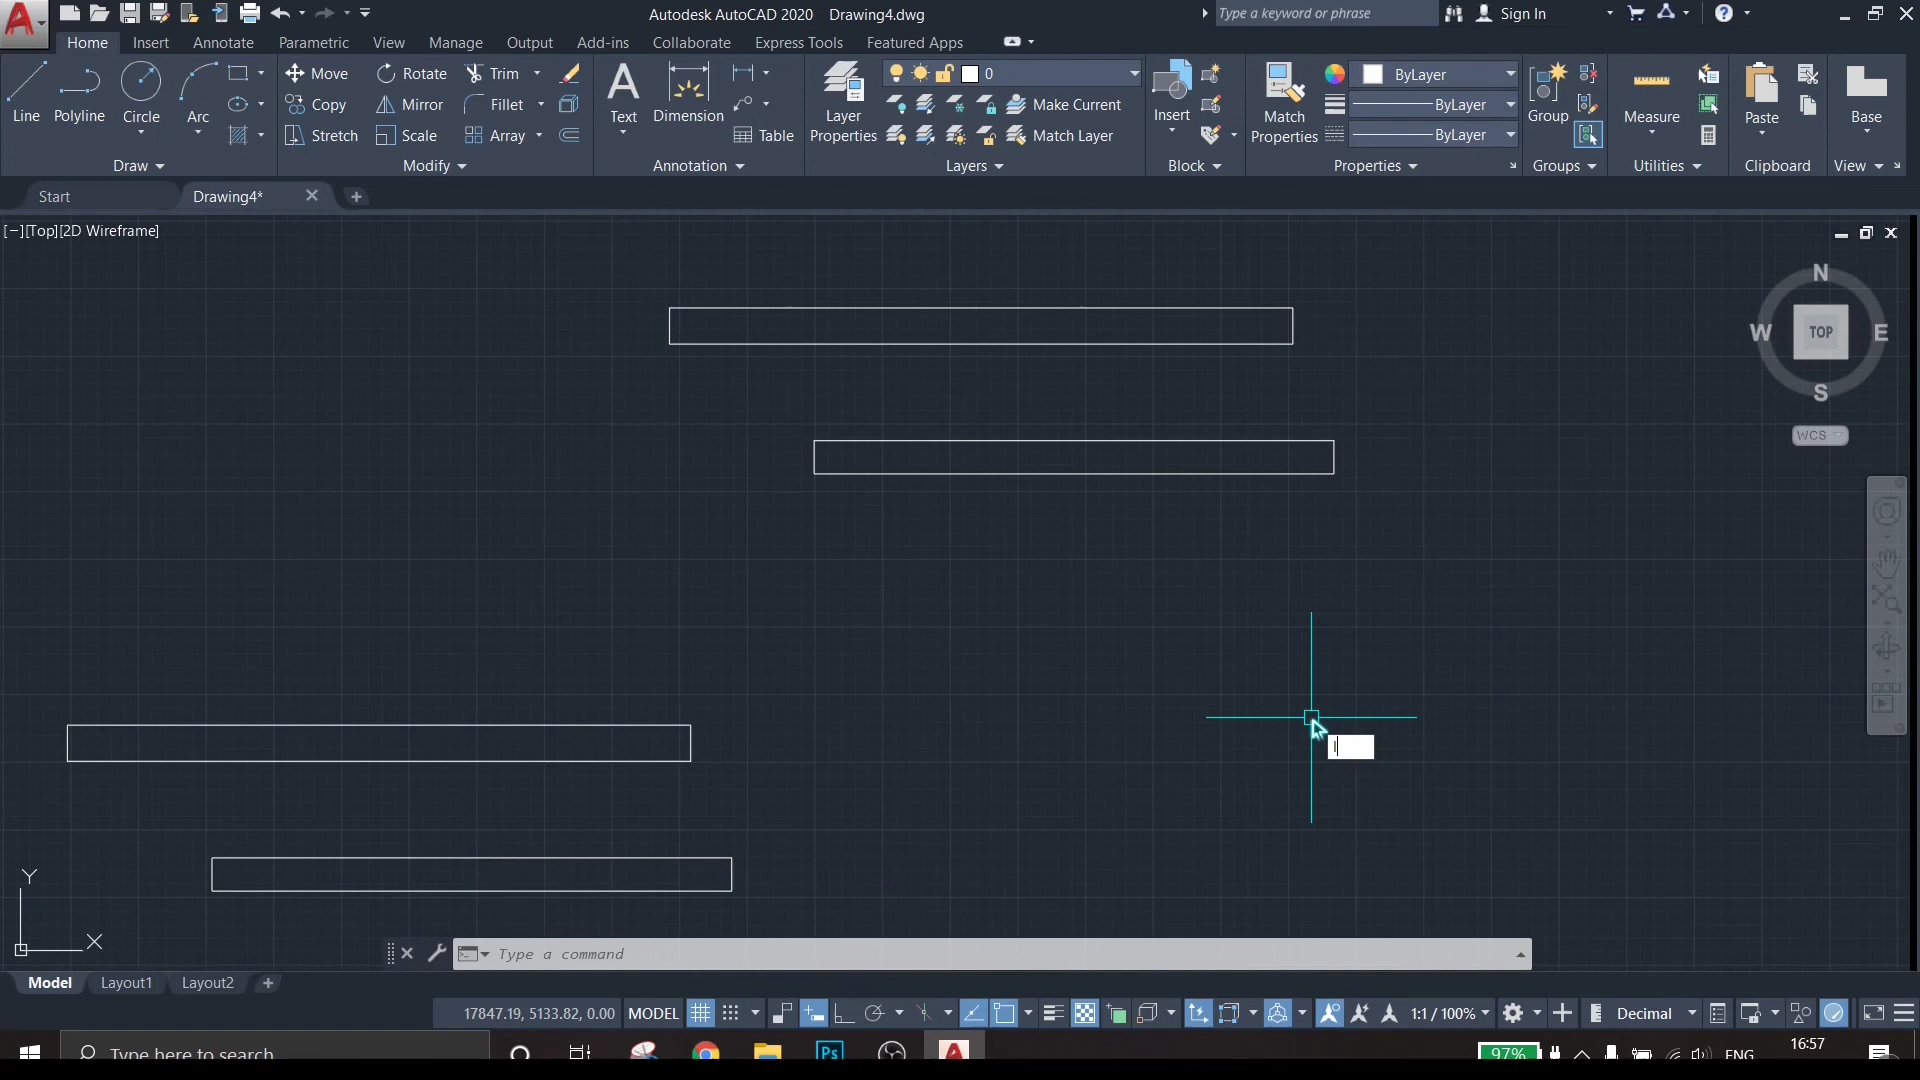 A Autodesk AutoCAD 2020 Drawing4.dwg Type a keyword or phrase Sign In ?
Home Insert Annotate Parametric View Manage Output Add-ins Collaborate Express Tools Featured Apps
Line Polyline Circle Arc
Move Rotate Trim
Copy Mirror Fillet
Stretch Scale Array
A Text Dimension Table
Layer Properties
0
Make Current
Match Layer
Insert
Match Properties
ByLayer
ByLayer
ByLayer
Group
Measure
Paste
Base
Draw Modify Annotation Layers Block Properties Groups Utilities Clipboard View
Start Drawing4*
[−][Top][2D Wireframe]
N
W TOP E
S
WCS
l
Y
X
Type a command
Model Layout1 Layout2
17847.19, 5133.82, 0.00 MODEL 1:1 / 100% Decimal
Type here to search Ps A 97% ENG 16:57